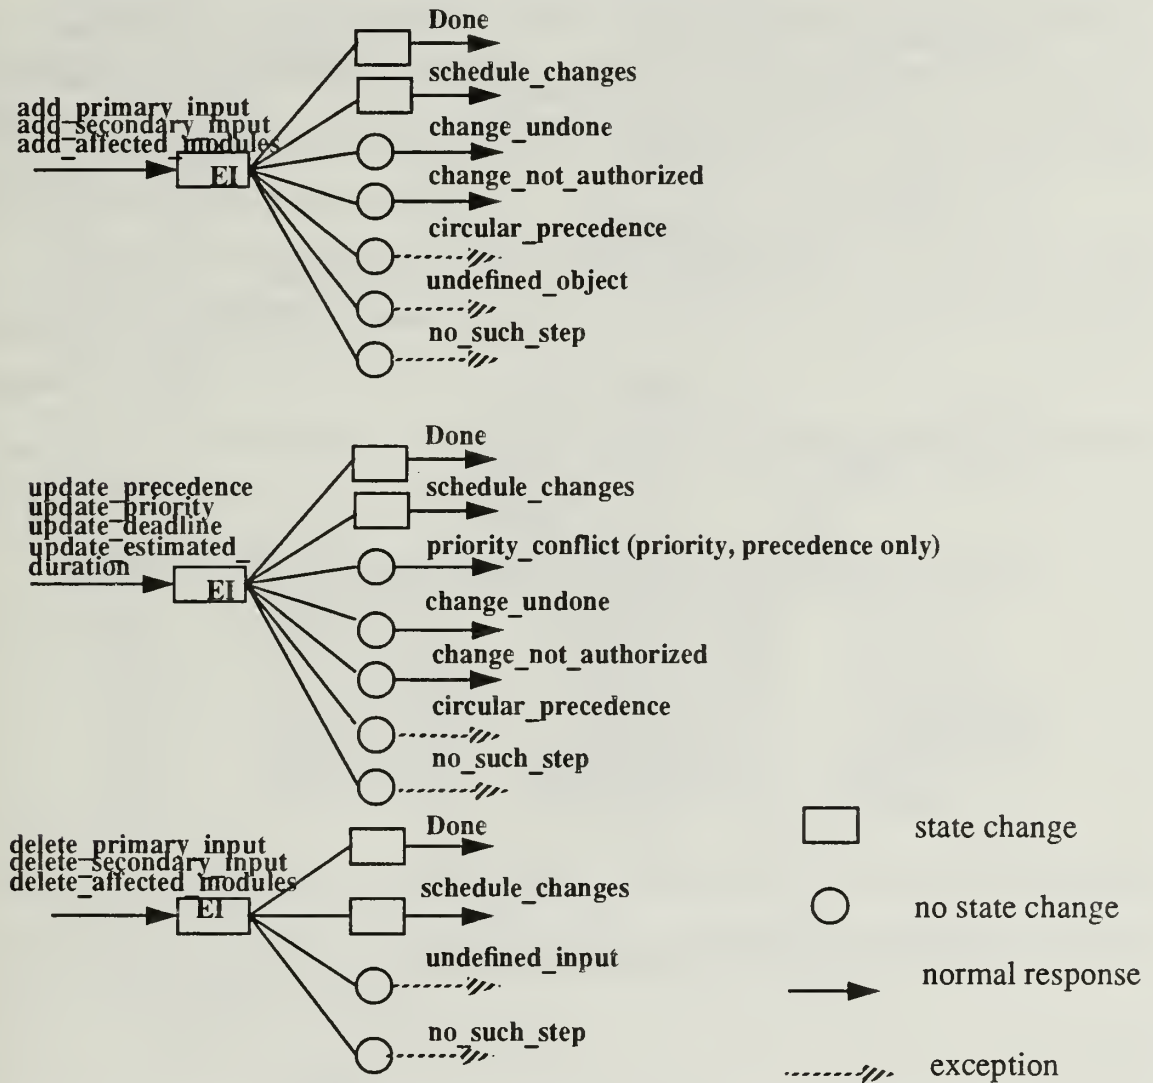 Done
schedule_changes
add_primary_input
add_secondary_input
add_affected_modules
EI
change_undone
change_not_authorized
circular_precedence
undefined_object
no_such_step
Done
schedule_changes
update_precedence
update_priority
update_deadline
update_estimated_
duration
EI
priority_conflict (priority, precedence only)
change_undone
change_not_authorized
circular_precedence
no_such_step
Done
delete_primary_input
delete_secondary_input
delete_affected_modules
EI
schedule_changes
undefined_input
no_such_step
state change
no state change
normal response
exception